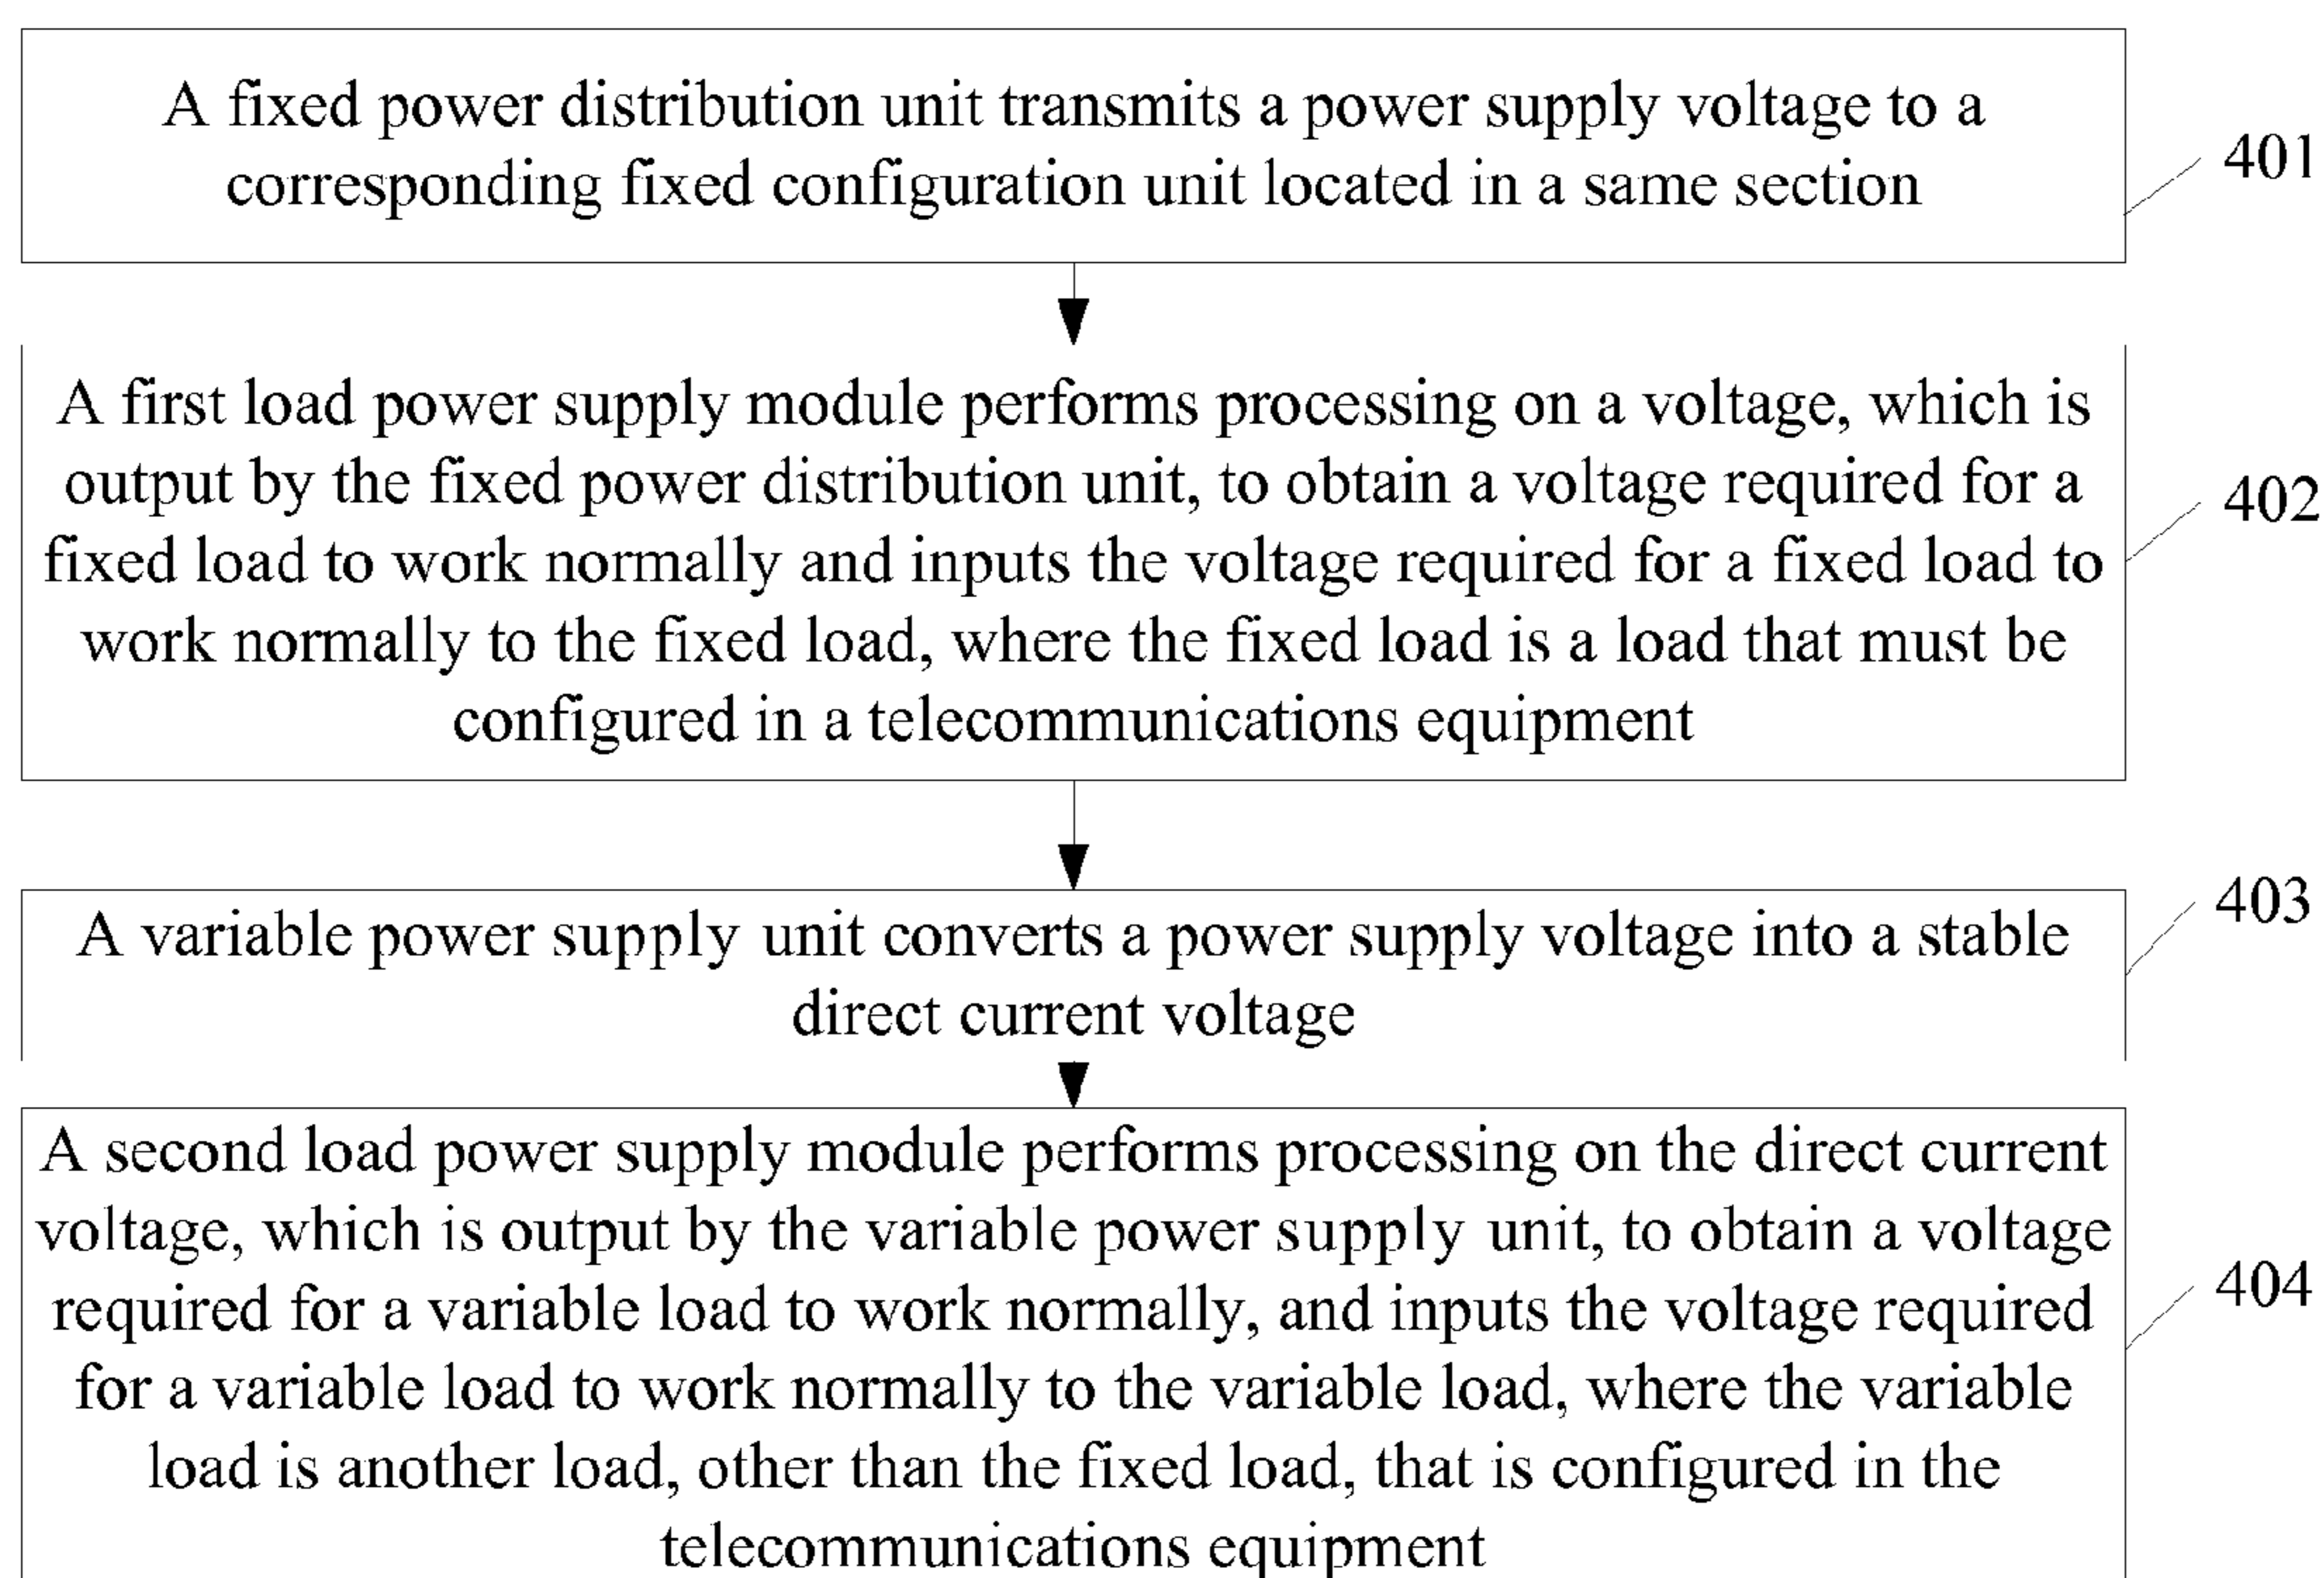 A fixed power distribution unit transmits a power supply voltage to a
corresponding fixed configuration unit located in a same section
401
A first load power supply module performs processing on a voltage, which is
output by the fixed power distribution unit, to obtain a voltage required for a
fixed load to work normally and inputs the voltage required for a fixed load to
work normally to the fixed load, where the fixed load is a load that must be
configured in a telecommunications equipment
402
A variable power supply unit converts a power supply voltage into a stable
direct current voltage
403
A second load power supply module performs processing on the direct current
voltage, which is output by the variable power supply unit, to obtain a voltage
required for a variable load to work normally, and inputs the voltage required
for a variable load to work normally to the variable load, where the variable
load is another load, other than the fixed load, that is configured in the
telecommunications equipment
404